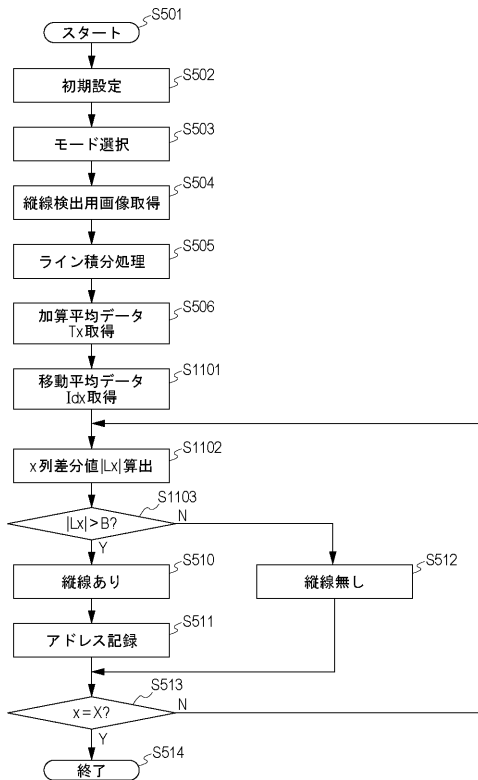 S501
スタート
S502
初期設定
S503
モード選択
S504
縦線検出用画像取得
S505
ライン積分処理
S506
加算平均データ
Tx取得
S1101
移動平均データ
Idx取得
S1102
x列差分値|Lx|算出
S1103
|Lx|>B?
N
Y
S510
縦線あり
S512
縦線無し
S511
アドレス記録
S513
x=X?
N
Y
S514
終了